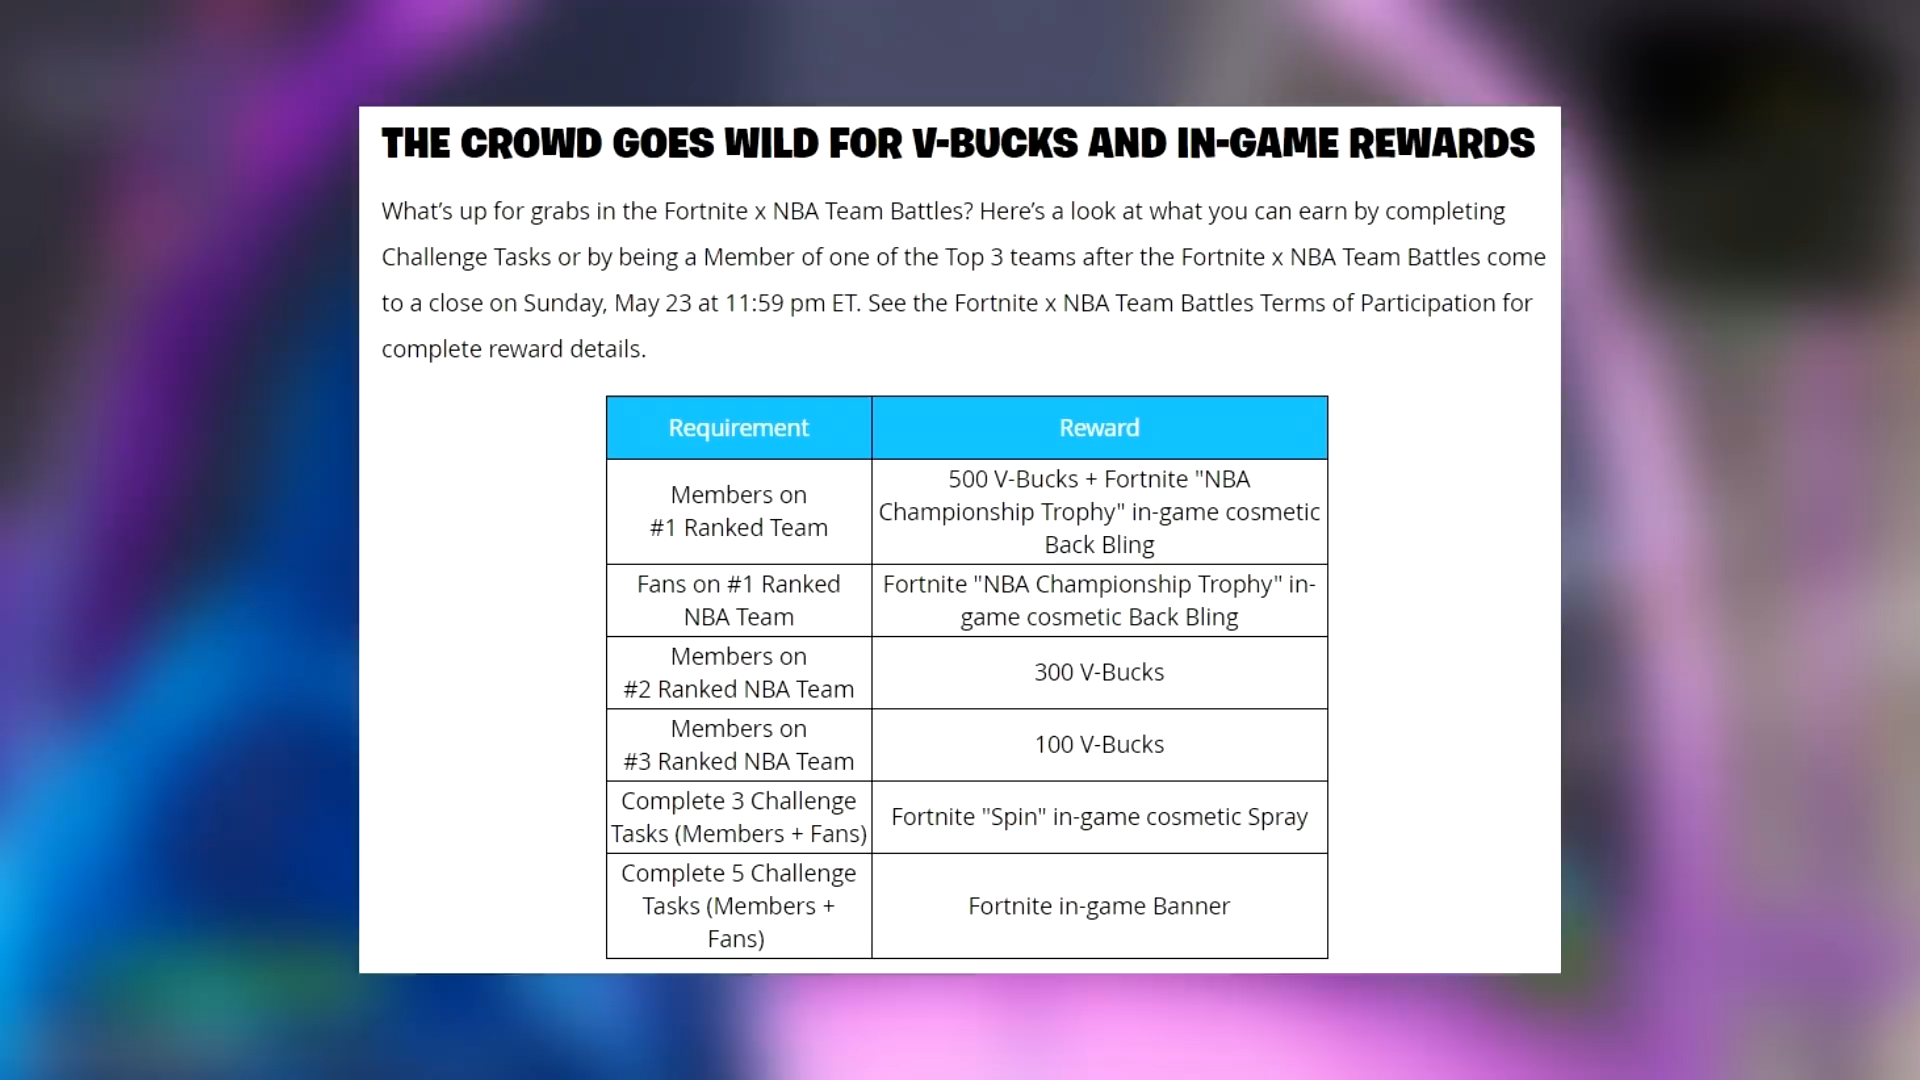 THE CROWD GOES WILD FOR V-BUCKS AND IN-GAME REWARDS
What’s up for grabs in the Fortnite x NBA Team Battles? Here’s a look at what you can earn by completing
Challenge Tasks or by being a Member of one of the Top 3 teams after the Fortnite x NBA Team Battles come
to a close on Sunday, May 23 at 11:59 pm ET. See the Fortnite x NBA Team Battles Terms of Participation for
complete reward details.
Requirement
Reward
Members on
#1 Ranked Team
500 V-Bucks + Fortnite "NBA
Championship Trophy" in-game cosmetic
Back Bling
Fans on #1 Ranked
NBA Team
Fortnite "NBA Championship Trophy" in-
game cosmetic Back Bling
Members on
#2 Ranked NBA Team
300 V-Bucks
Members on
#3 Ranked NBA Team
100 V-Bucks
Complete 3 Challenge
Tasks (Members + Fans)
Fortnite "Spin" in-game cosmetic Spray
Complete 5 Challenge
Tasks (Members +
Fans)
Fortnite in-game Banner